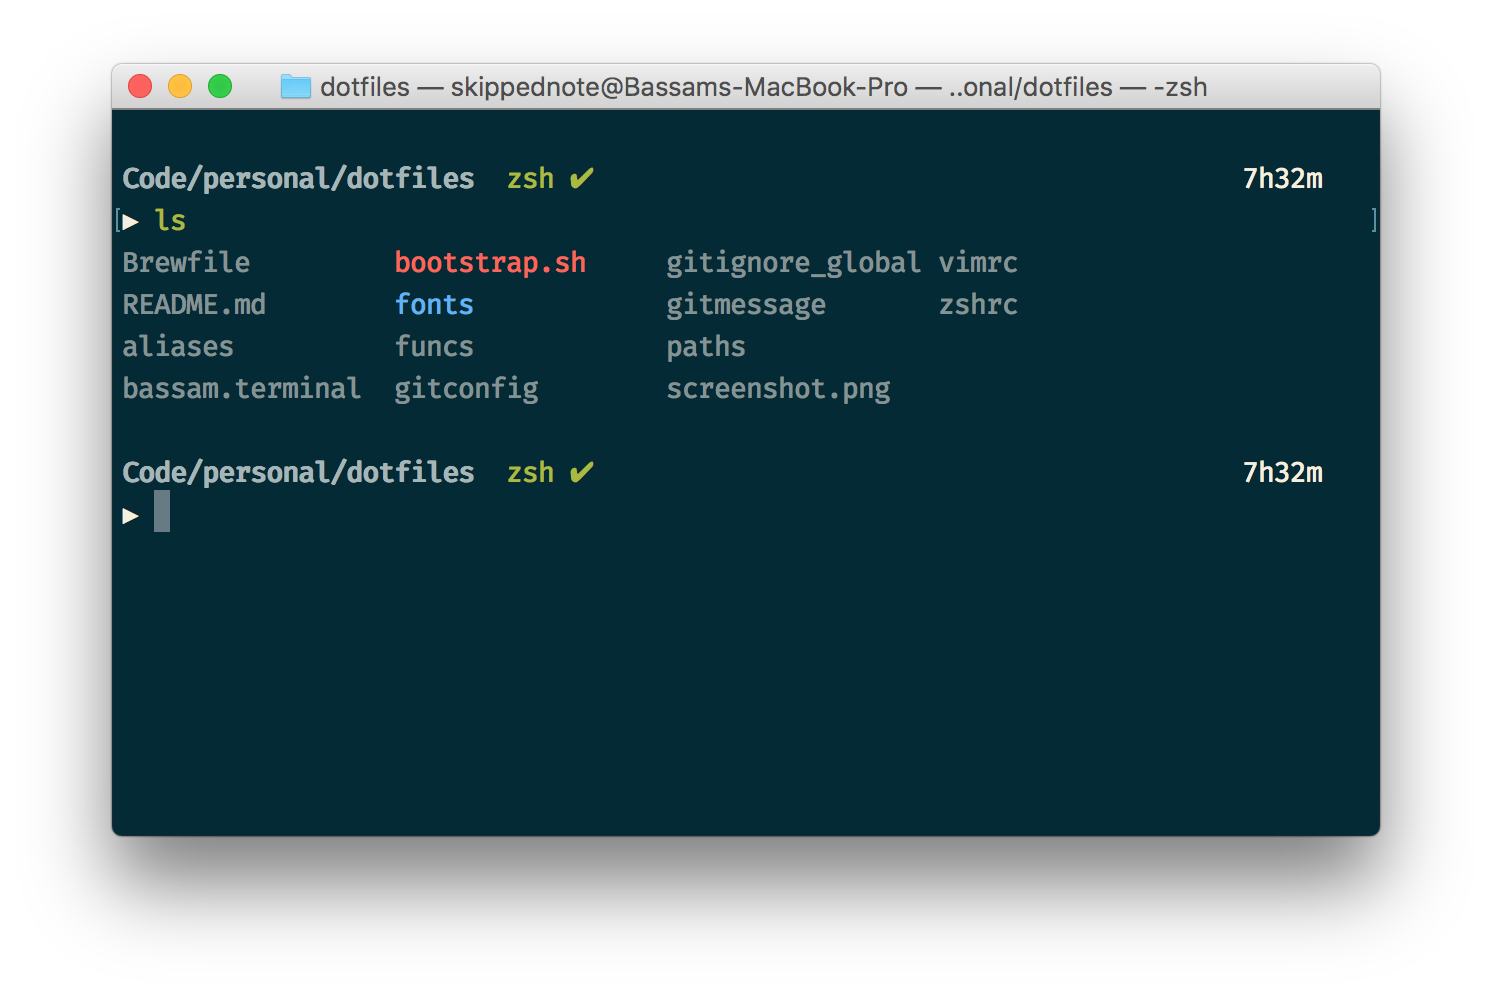 dotfiles — skippednote@Bassams-MacBook-Pro — ..onal/dotfiles — -zsh
Code/personal/dotfiles zsh ✔ 7h32m
[▶ ls ]
Brewfile bootstrap.sh gitignore_global vimrc
README.md fonts gitmessage zshrc
aliases funcs paths
bassam.terminal gitconfig screenshot.png
Code/personal/dotfiles zsh ✔ 7h32m
▶